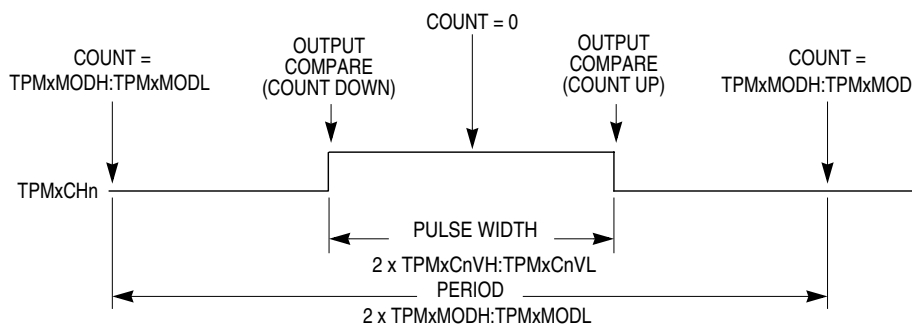 COUNT = 0
COUNT =
TPMxMODH:TPMxMODL
OUTPUT
COMPARE
(COUNT DOWN)
OUTPUT
COMPARE
(COUNT UP)
COUNT =
TPMxMODH:TPMxMOD
TPMxCHn
PULSE WIDTH
2 x TPMxCnVH:TPMxCnVL
PERIOD
2 x TPMxMODH:TPMxMODL